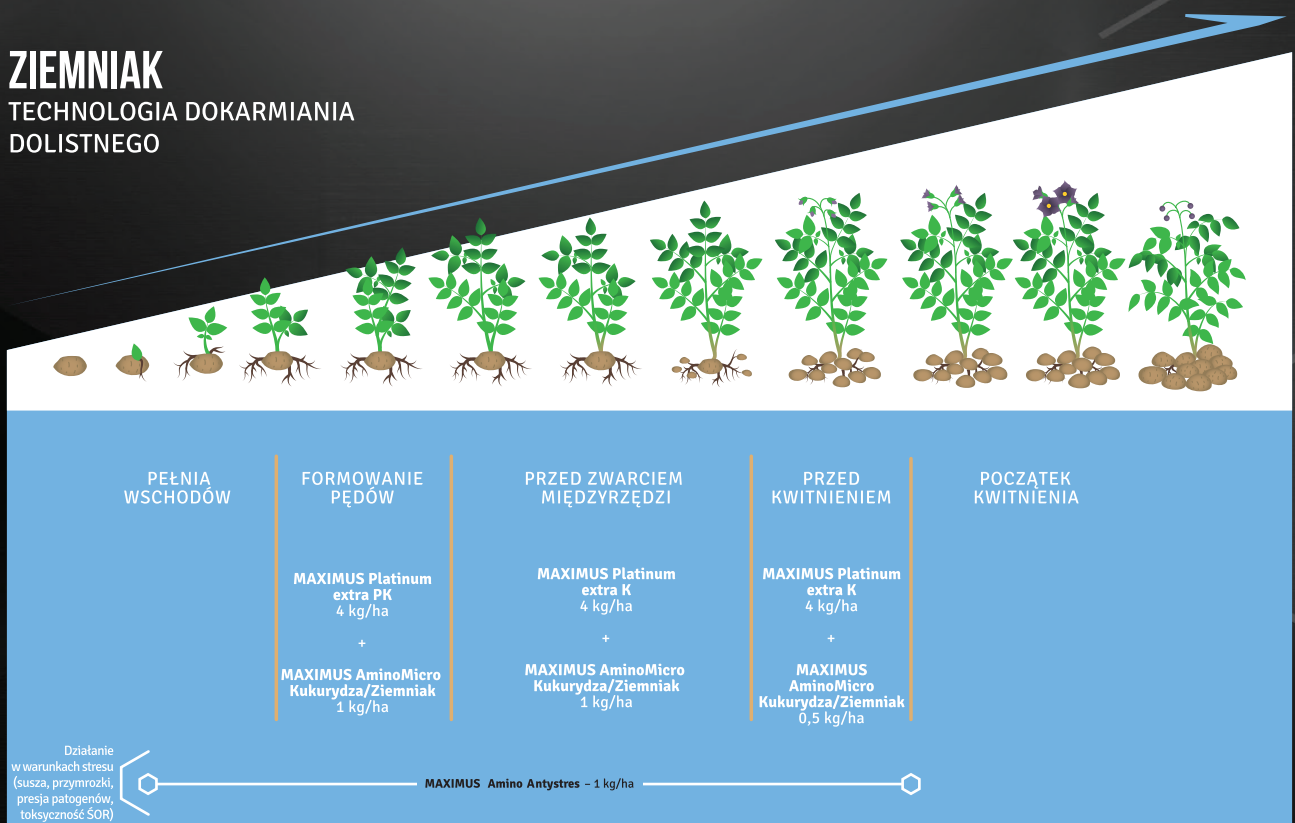 ZIEMNIAK
TECHNOLOGIA DOKARMIANIA
DOLISTNEGO
PEŁNIA
WSCHODÓW
FORMOWANIE
PĘDÓW
PRZED ZWARCIEM
MIĘDZYRZĘDZI
PRZED
KWITNIENIEM
POCZĄTEK
KWITNIENIA
MAXIMUS Platinum
extra PK
4 kg/ha
+
MAXIMUS AminoMicro
Kukurydza/Ziemniak
1 kg/ha
MAXIMUS Platinum
extra K
4 kg/ha
+
MAXIMUS AminoMicro
Kukurydza/Ziemniak
1 kg/ha
MAXIMUS Platinum
extra K
4 kg/ha
+
MAXIMUS
AminoMicro
Kukurydza/Ziemniak
0,5 kg/ha
Działanie
w warunkach stresu
(susza, przymrozki,
presja patogenów,
toksyczność ŚOR)
MAXIMUS Amino Antystres – 1 kg/ha